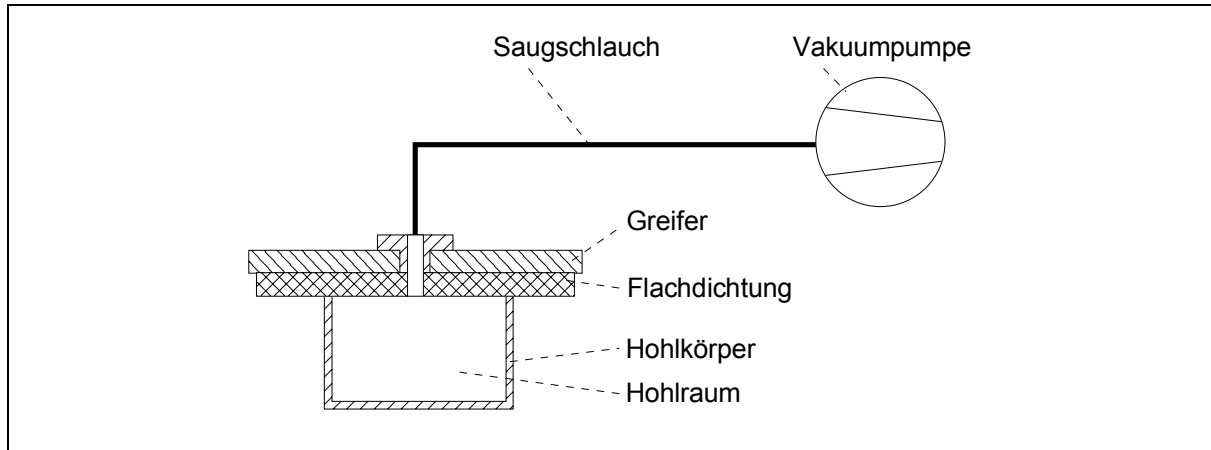 Saugschlauch
Vakuumpumpe
Greifer
Flachdichtung
Hohlkörper
Hohlraum